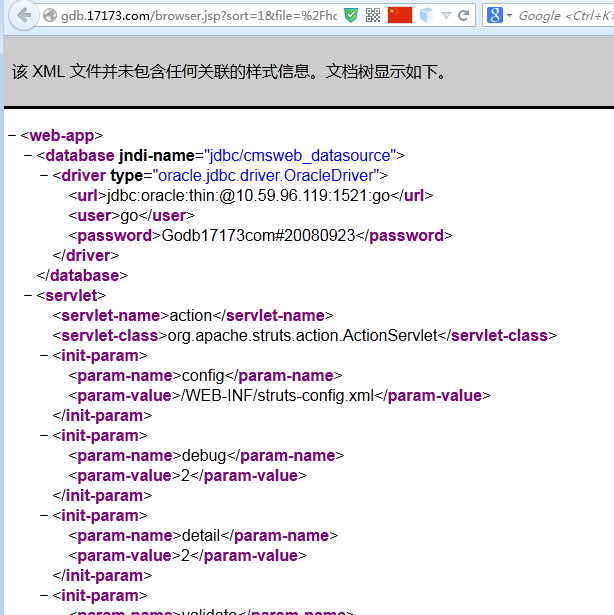 gdb.17173.com/browser.jsp?sort=1&file=%2Fho
Google <Ctrl+K>
该 XML 文件并未包含任何关联的样式信息。文档树显示如下。
− <web-app>
− <database jndi-name="jdbc/cmsweb_datasource">
− <driver type="oracle.jdbc.driver.OracleDriver">
<url>jdbc:oracle:thin:@10.59.96.119:1521:go</url>
<user>go</user>
<password>Godb17173com#20080923</password>
</driver>
</database>
− <servlet>
<servlet-name>action</servlet-name>
<servlet-class>org.apache.struts.action.ActionServlet</servlet-class>
− <init-param>
<param-name>config</param-name>
<param-value>/WEB-INF/struts-config.xml</param-value>
</init-param>
− <init-param>
<param-name>debug</param-name>
<param-value>2</param-value>
</init-param>
− <init-param>
<param-name>detail</param-name>
<param-value>2</param-value>
</init-param>
− <init-param>
<param-name>validate</param-name>